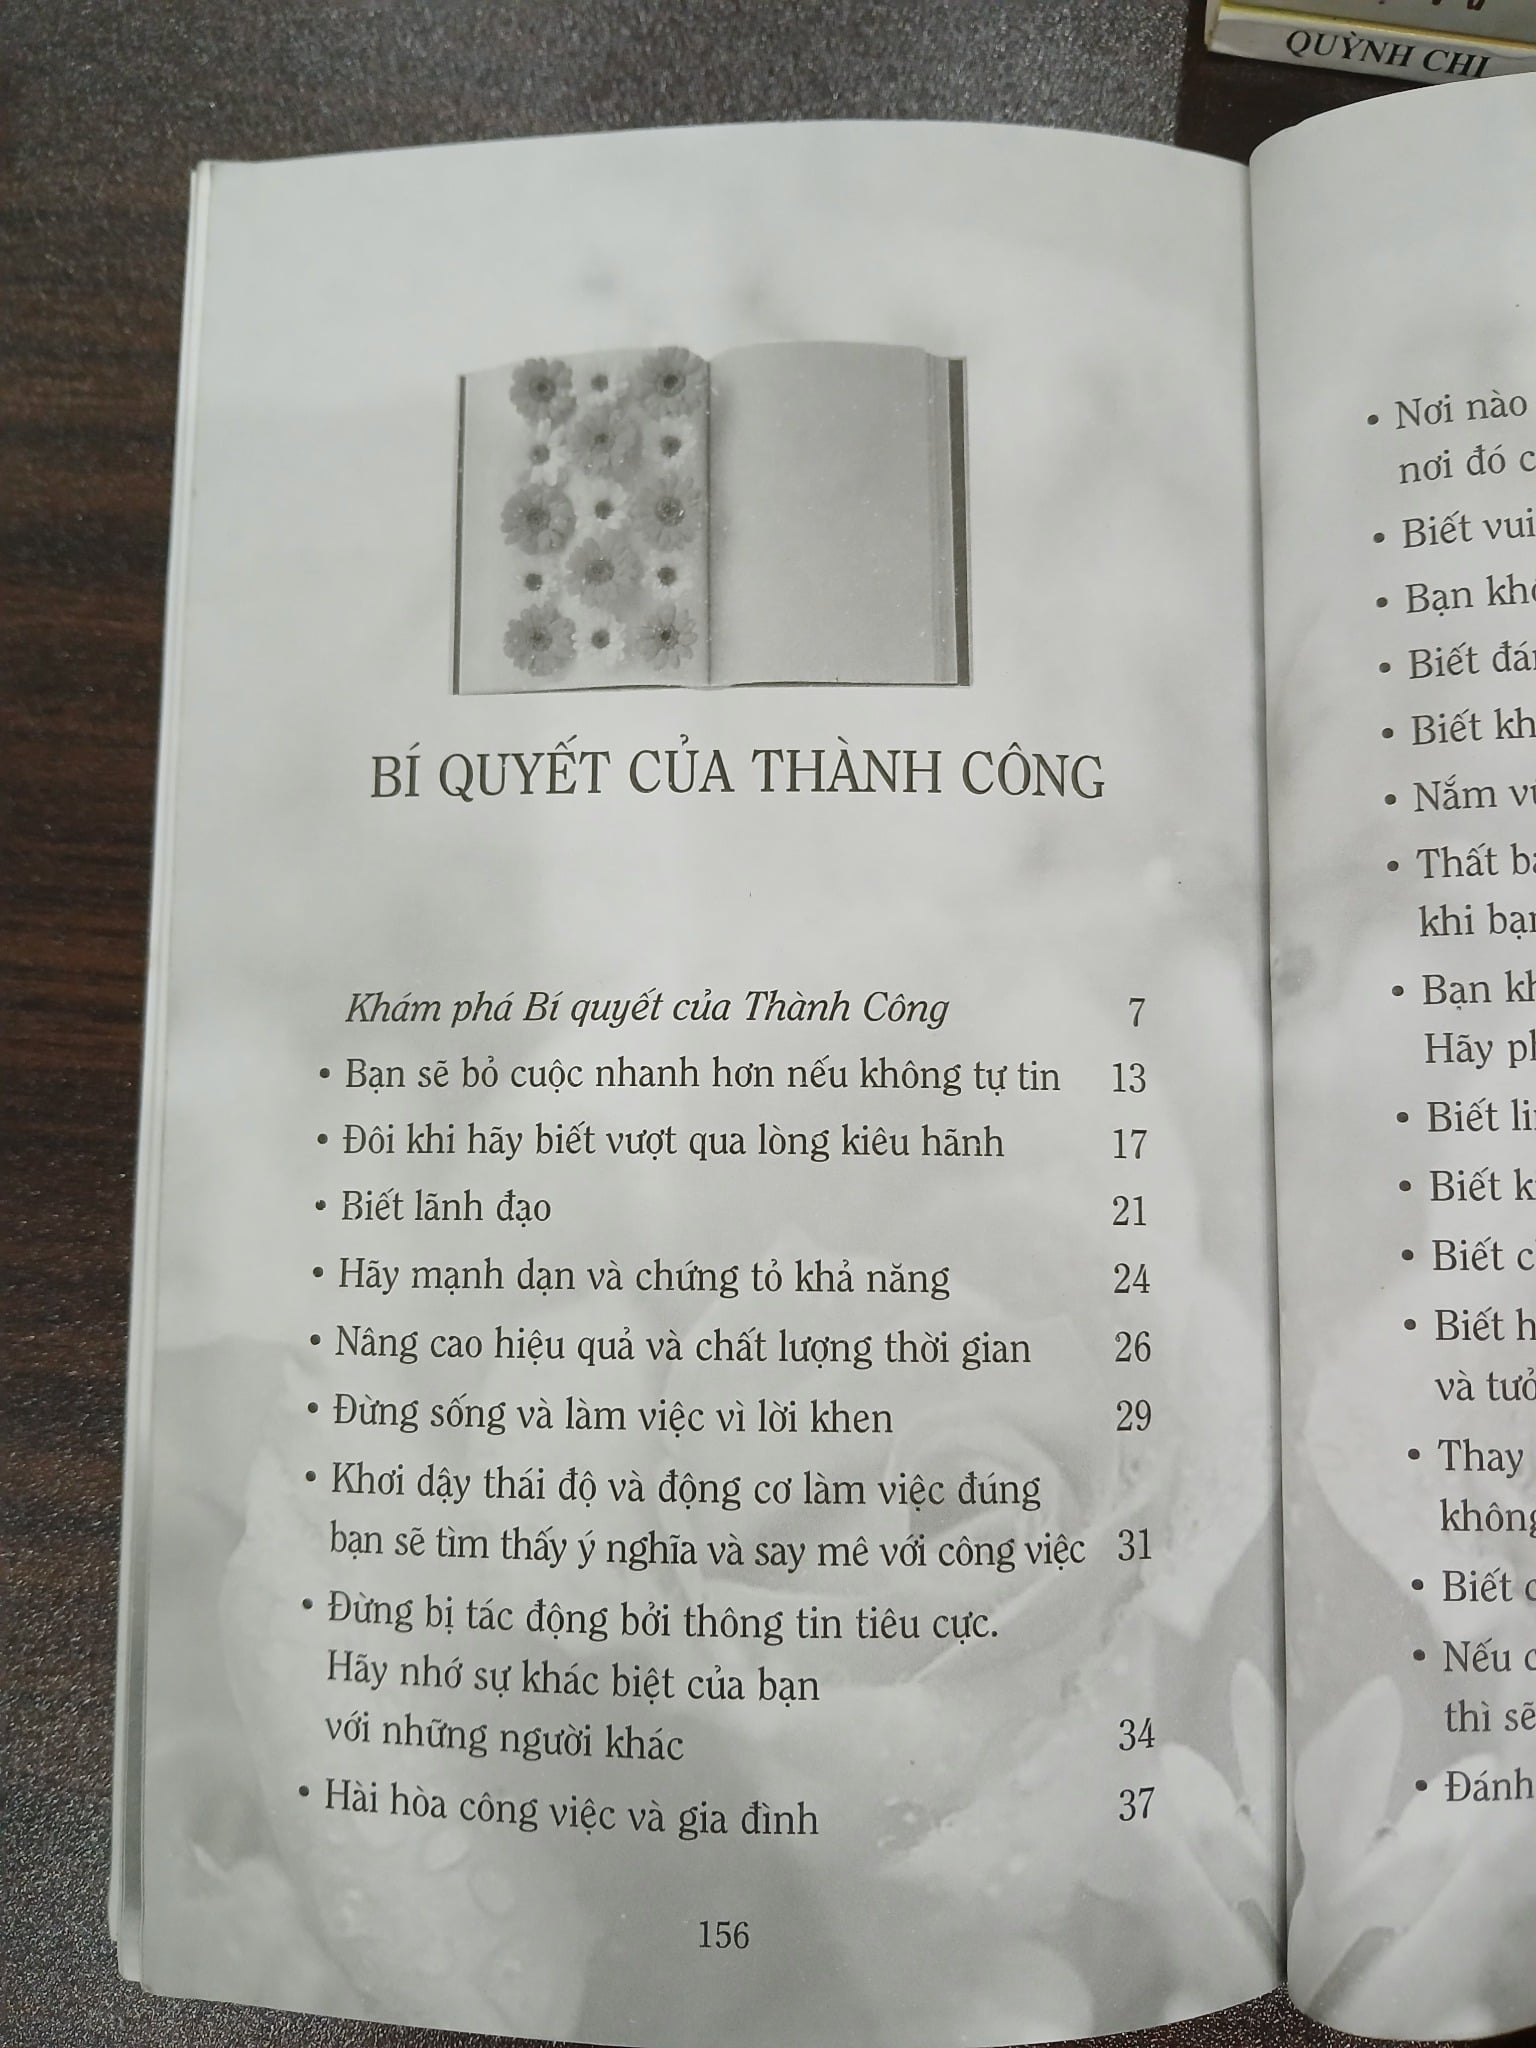 QUỲNH CHI
BÍ QUYẾT CỦA THÀNH CÔNG
Khám phá Bí quyết của Thành Công 7
• Bạn sẽ bỏ cuộc nhanh hơn nếu không tự tin 13
• Đôi khi hãy biết vượt qua lòng kiêu hãnh 17
• Biết lãnh đạo 21
• Hãy mạnh dạn và chứng tỏ khả năng 24
• Nâng cao hiệu quả và chất lượng thời gian 26
• Đừng sống và làm việc vì lời khen 29
• Khơi dậy thái độ và động cơ làm việc đúng
bạn sẽ tìm thấy ý nghĩa và say mê với công việc 31
• Đừng bị tác động bởi thông tin tiêu cực.
Hãy nhớ sự khác biệt của bạn
với những người khác 34
• Hài hòa công việc và gia đình 37
156
• Nơi nào
nơi đó
• Biết vui
• Bạn
• Biết
• Biết
• Nắm
• Thất
khi
• Bạn
Hãy
• Biết
• Biết
• Biết
• Biết
và
• Thay
không
• Biết
• Nếu
thì sẽ
• Đánh